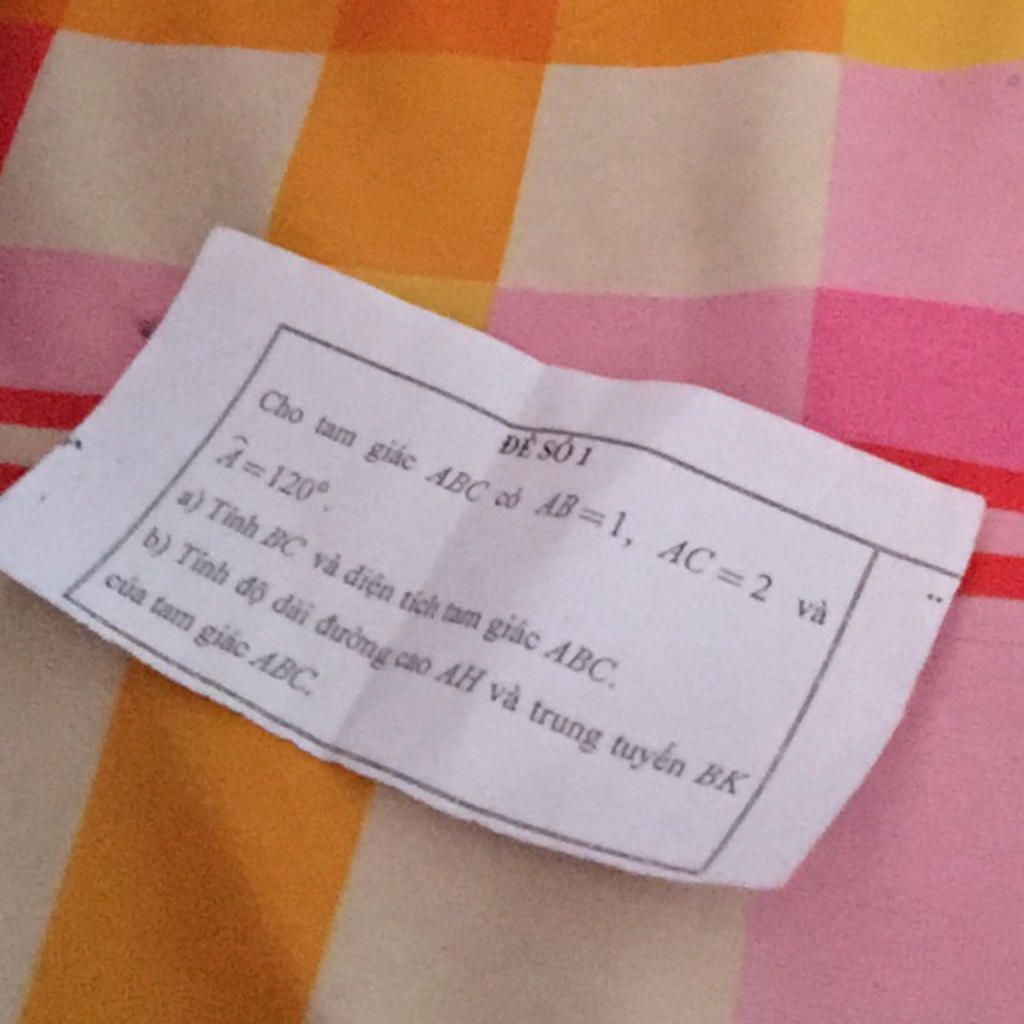 ĐỀ SỐ 1
Cho tam giác ABC có AB = 1, AC = 2 và
Â = 120°.
a) Tính BC và diện tích tam giác ABC.
b) Tính độ dài đường cao AH và trung tuyến BK
của tam giác ABC.